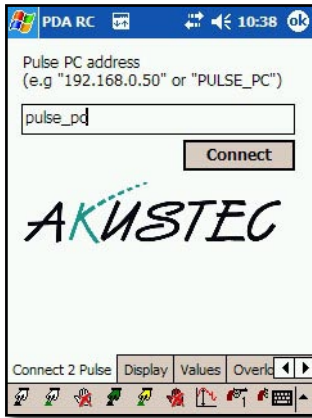 PDA RC 10:38 ok
Pulse PC address
(e.g "192.168.0.50" or "PULSE_PC")
pulse_pc
Connect
AKUSTEC
Connect 2 Pulse Display Values Overlo